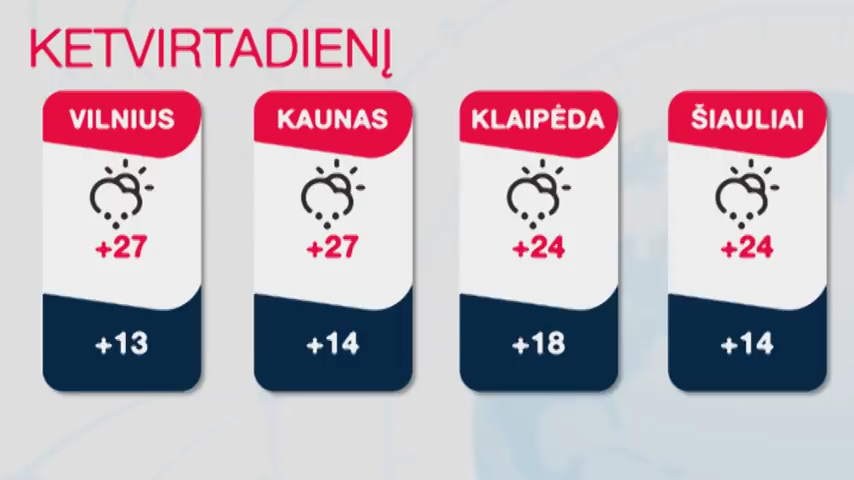 KETVIRTADIENĮ
VILNIUS
+27
+13
KAUNAS
+27
+14
KLAIPĖDA
+24
+18
ŠIAULIAI
+24
+14